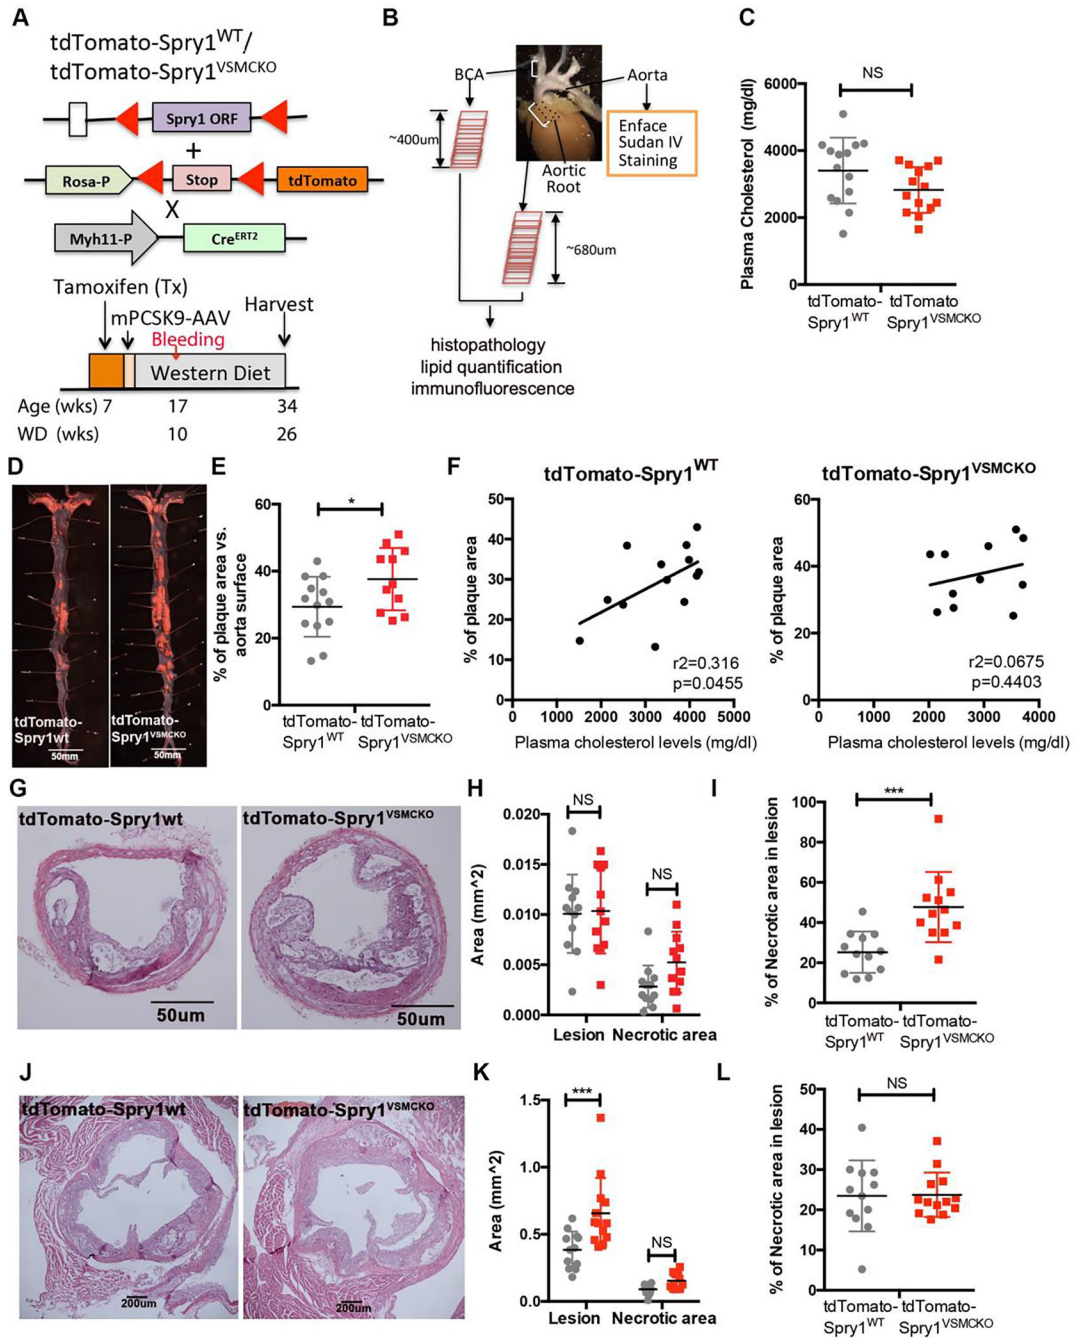 A
tdTomato-Spry1WT/
tdTomato-Spry1VSMCKO
Spry1 ORF
+
Rosa-P
Stop
tdTomato
X
Myh11-P
CreERT2
Tamoxifen (Tx)
mPCSK9-AAV
Harvest
Bleeding
Western Diet
Age (wks) 7 17 34
WD (wks) 10 26
B
BCA
Aorta
~400um
Enface
Sudan IV
Staining
Aortic
Root
~680um
histopathology
lipid quantification
immunofluorescence
C
NS
Plasma Cholesterol (mg/dl)
6000
4000
2000
0
tdTomato-
Spry1WT
tdTomato
Spry1VSMCKO
D
tdTomato-
Spry1wt
50mm
tdTomato-
Spry1VSMCKO
50mm
E
*
% of plaque area vs.
aorta surface
60
40
20
0
tdTomato-
Spry1WT
tdTomato-
Spry1VSMCKO
F
tdTomato-Spry1WT
% of plaque area
50
40
30
20
10
0
r2=0.316
p=0.0455
0 1000 2000 3000 4000 5000
Plasma cholesterol levels (mg/dl)
tdTomato-Spry1VSMCKO
% of plaque area
60
40
20
0
r2=0.0675
p=0.4403
0 1000 2000 3000 4000
Plasma cholesterol levels (mg/dl)
G
tdTomato-Spry1wt
50um
tdTomato-Spry1VSMCKO
50um
H
NS
NS
Area (mm^2)
0.020
0.015
0.010
0.005
0.000
Lesion Necrotic area
I
***
% of Necrotic area in lesion
100
80
60
40
20
0
tdTomato-
Spry1WT
tdTomato-
Spry1VSMCKO
J
tdTomato-Spry1wt
200um
tdTomato-Spry1VSMCKO
200um
K
***
NS
Area (mm^2)
1.5
1.0
0.5
0.0
Lesion Necrotic area
L
NS
% of Necrotic area in lesion
50
40
30
20
10
0
tdTomato-
Spry1WT
tdTomato-
Spry1VSMCKO